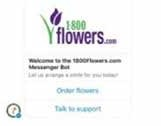 1800
flowers.com
Welcome to the 1800Flowers.com
Messenger Bot
Let us arrange a smile for you today!
Order flowers
Talk to support